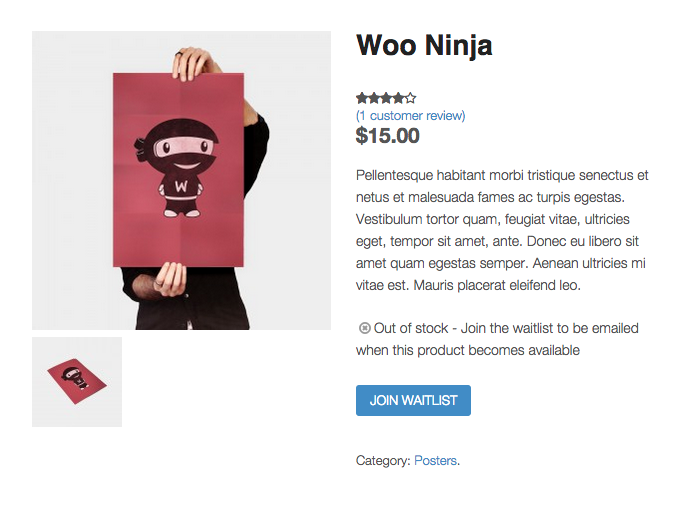 Woo Ninja
(1 customer review)
$15.00
Pellentesque habitant morbi tristique senectus et
netus et malesuada fames ac turpis egestas.
Vestibulum tortor quam, feugiat vitae, ultricies
eget, tempor sit amet, ante. Donec eu libero sit
amet quam egestas semper. Aenean ultricies mi
vitae est. Mauris placerat eleifend leo.
Out of stock - Join the waitlist to be emailed
when this product becomes available
JOIN WAITLIST
Category: Posters.
W